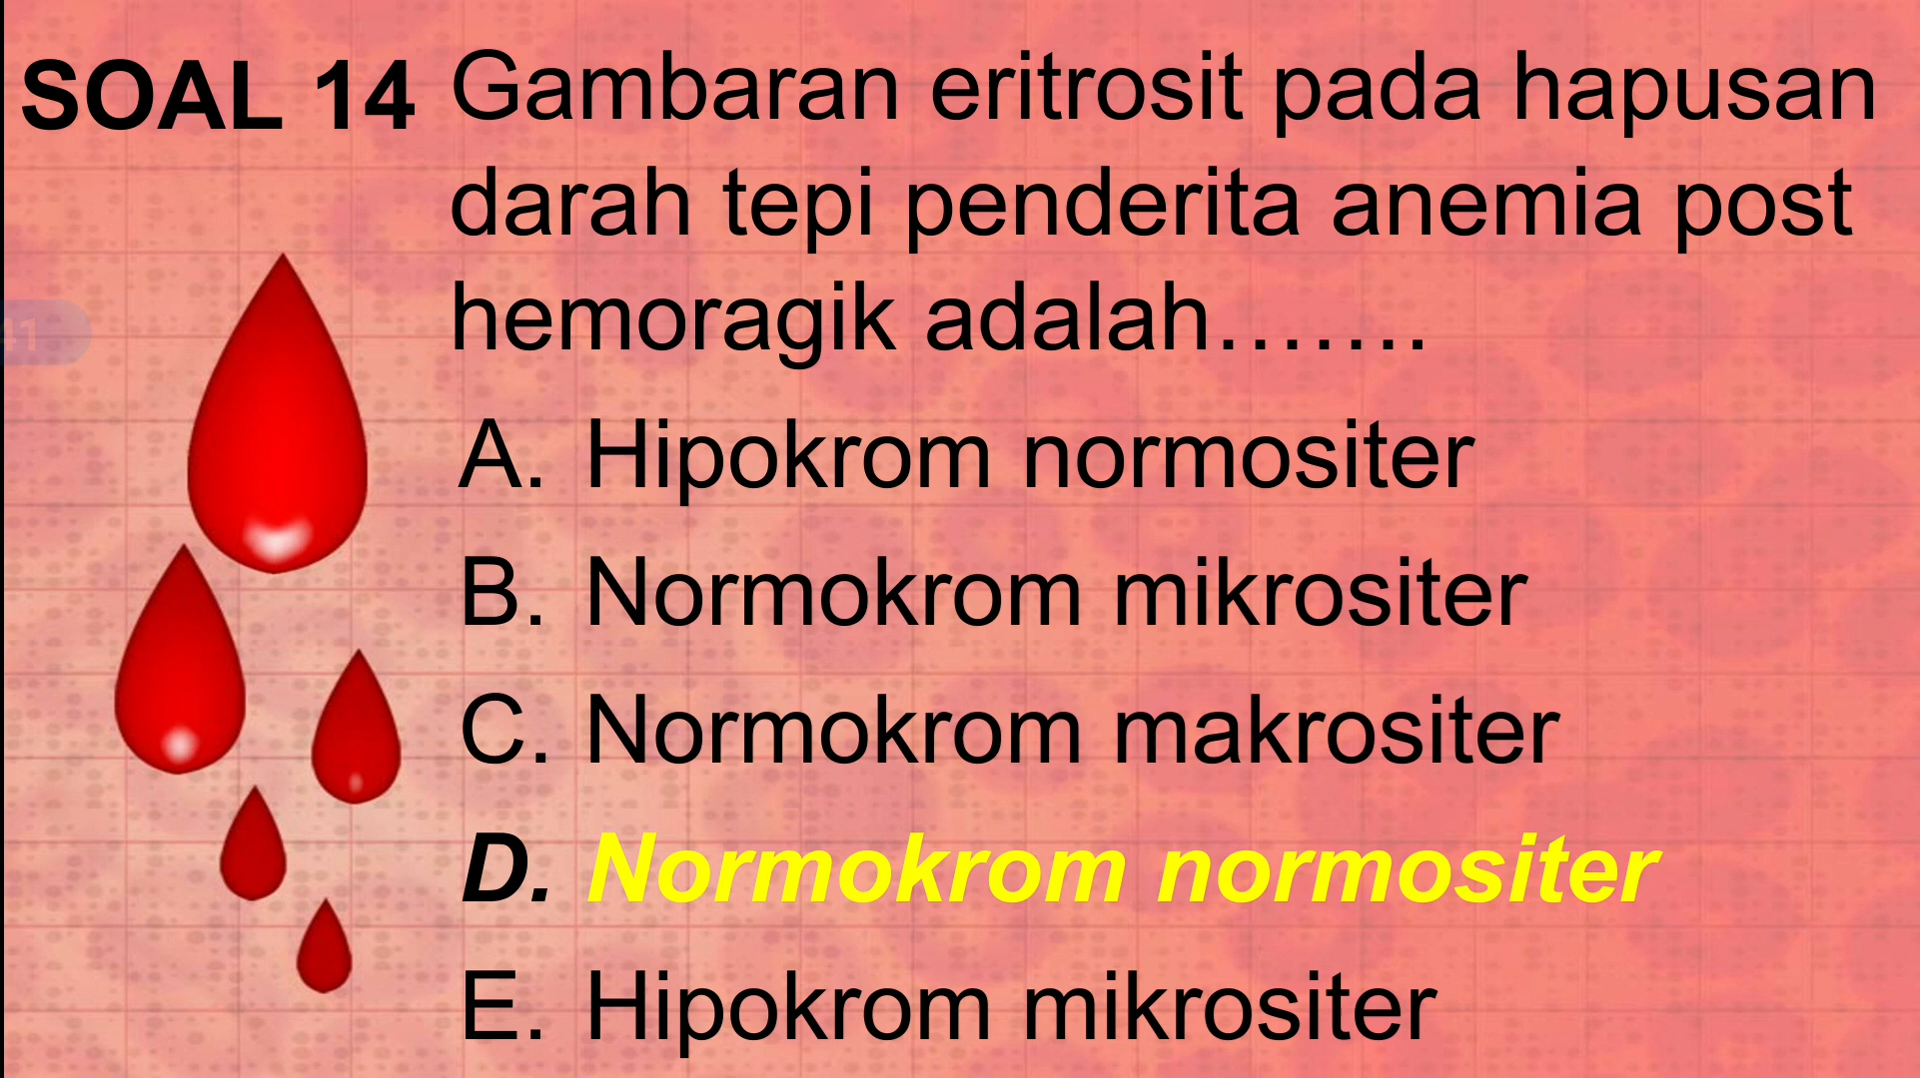 SOAL 14 Gambaran eritrosit pada hapusan
darah tepi penderita anemia post
hemoragik adalah.......
41
A. Hipokrom normositer
B. Normokrom mikrositer
C. Normokrom makrositer
D. Normokrom normositer
E. Hipokrom mikrositer